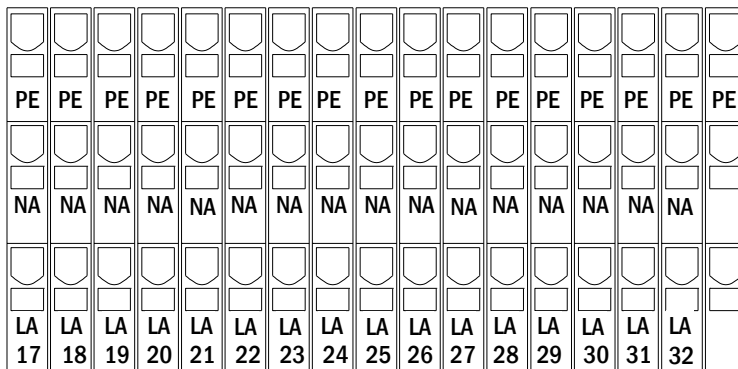 PE PE PE PE PE PE PE PE PE PE PE PE PE PE PE PE PE
NA NA NA NA NA NA NA NA NA NA NA NA NA NA NA NA
LA LA LA LA LA LA LA LA LA LA LA LA LA LA LA LA
17 18 19 20 21 22 23 24 25 26 27 28 29 30 31 32